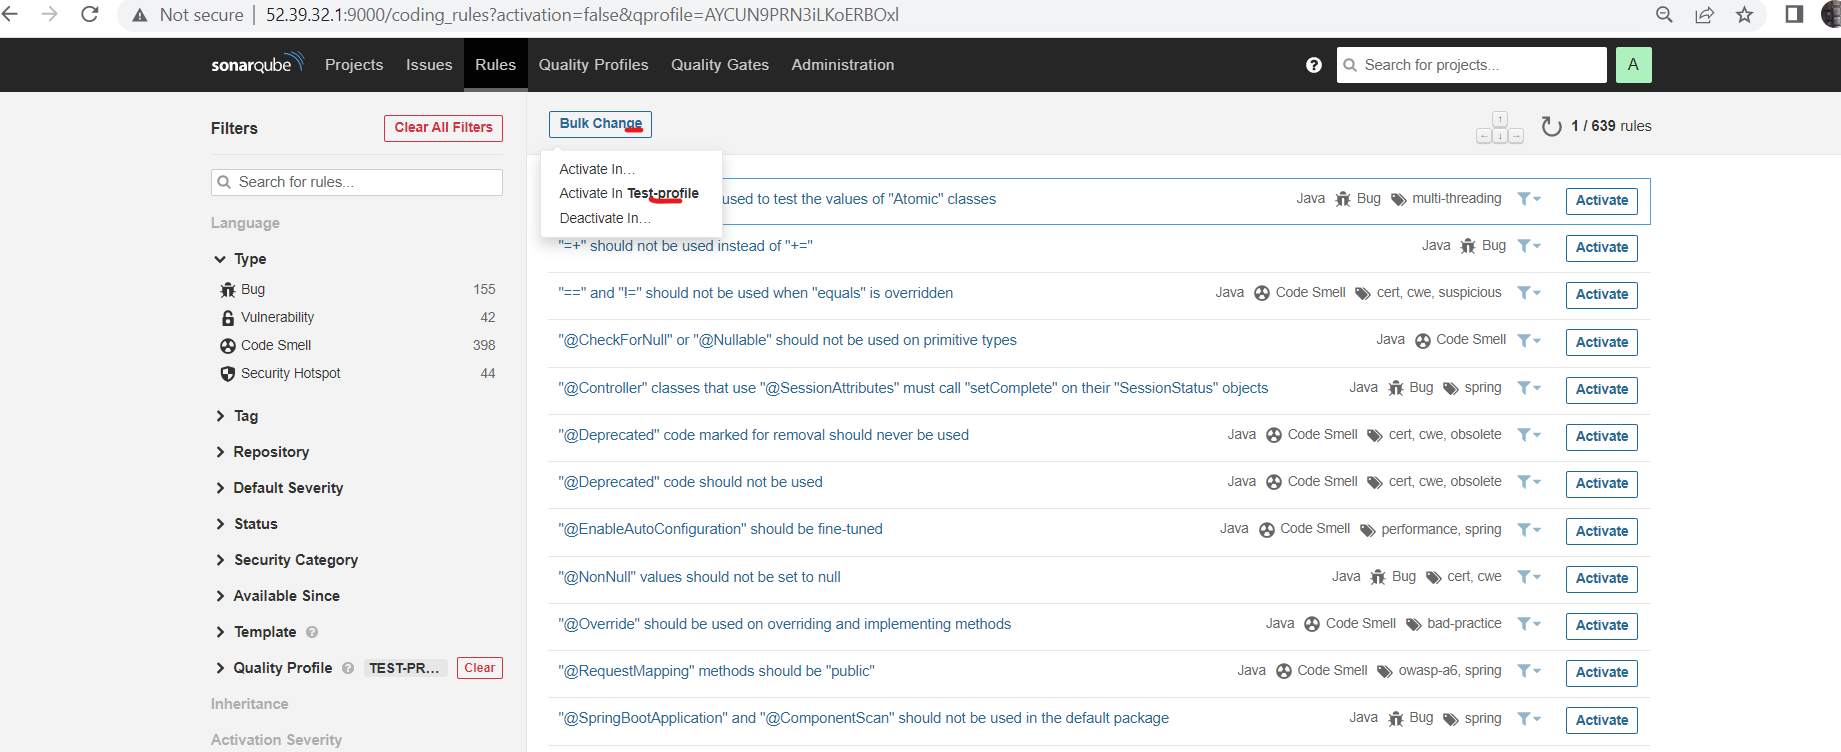 Not secure | 52.39.32.1:9000/coding_rules?activation=false&qprofile=AYCUN9PRN3iLKoERBOxl
sonarqube Projects Issues Rules Quality Profiles Quality Gates Administration ? Search for projects... A
Filters Clear All Filters
Search for rules...
Language
Type
Bug 155
Vulnerability 42
Code Smell 398
Security Hotspot 44
Tag
Repository
Default Severity
Status
Security Category
Available Since
Template ?
Quality Profile ? TEST-PR... Clear
Inheritance
Activation Severity
Bulk Change 1 / 639 rules
Activate In…
Activate In Test-profile
Deactivate In…
used to test the values of "Atomic" classes Java Bug multi-threading Activate
"=+" should not be used instead of "+=" Java Bug Activate
"==" and "!=" should not be used when "equals" is overridden Java Code Smell cert, cwe, suspicious Activate
"@CheckForNull" or "@Nullable" should not be used on primitive types Java Code Smell Activate
"@Controller" classes that use "@SessionAttributes" must call "setComplete" on their "SessionStatus" objects Java Bug spring Activate
"@Deprecated" code marked for removal should never be used Java Code Smell cert, cwe, obsolete Activate
"@Deprecated" code should not be used Java Code Smell cert, cwe, obsolete Activate
"@EnableAutoConfiguration" should be fine-tuned Java Code Smell performance, spring Activate
"@NonNull" values should not be set to null Java Bug cert, cwe Activate
"@Override" should be used on overriding and implementing methods Java Code Smell bad-practice Activate
"@RequestMapping" methods should be "public" Java Code Smell owasp-a6, spring Activate
"@SpringBootApplication" and "@ComponentScan" should not be used in the default package Java Bug spring Activate